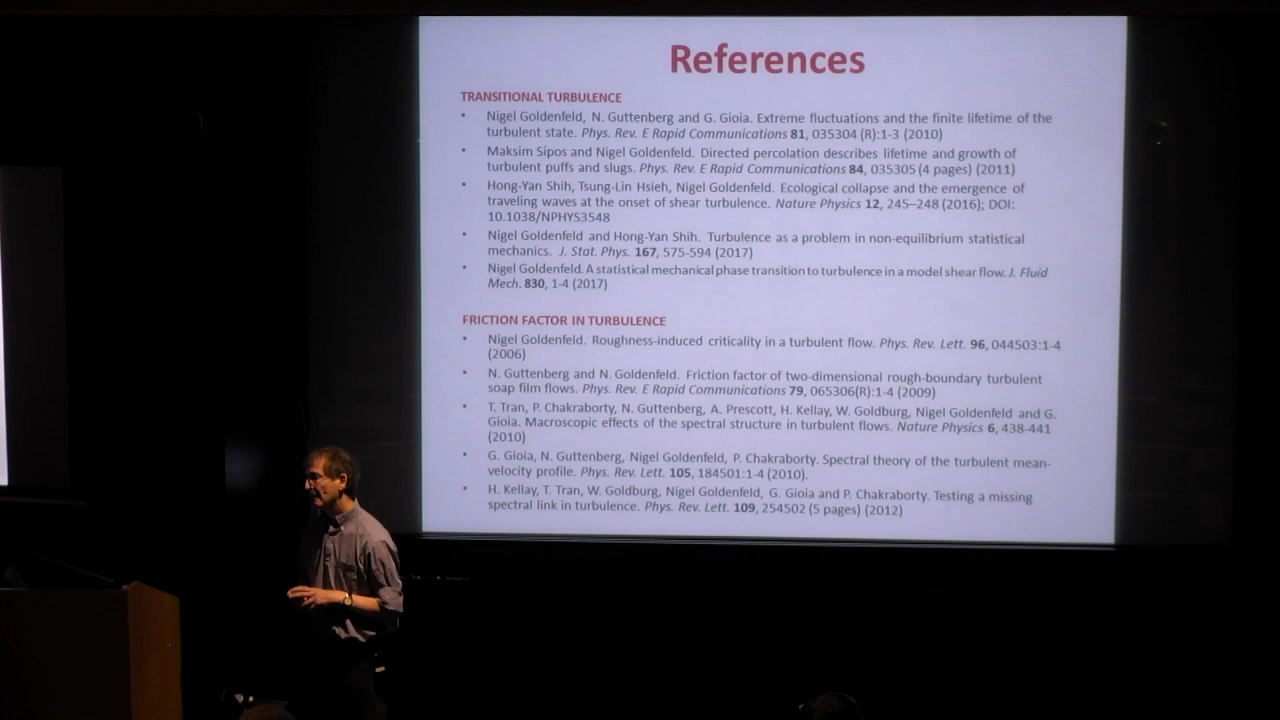 References
TRANSITIONAL TURBULENCE
• Nigel Goldenfeld, N. Guttenberg and G. Gioia. Extreme fluctuations and the finite lifetime of the
turbulent state. Phys. Rev. E Rapid Communications 81, 035304 (R):1-3 (2010)
• Maksim Sipos and Nigel Goldenfeld. Directed percolation describes lifetime and growth of
turbulent puffs and slugs. Phys. Rev. E Rapid Communications 84, 035305 (4 pages) (2011)
• Hong-Yan Shih, Tsung-Lin Hsieh, Nigel Goldenfeld. Ecological collapse and the emergence of
traveling waves at the onset of shear turbulence. Nature Physics 12, 245–248 (2016); DOI:
10.1038/NPHYS3548
• Nigel Goldenfeld and Hong-Yan Shih. Turbulence as a problem in non-equilibrium statistical
mechanics. J. Stat. Phys. 167, 575-594 (2017)
• Nigel Goldenfeld. A statistical mechanical phase transition to turbulence in a model shear flow. J. Fluid
Mech. 830, 1-4 (2017)
FRICTION FACTOR IN TURBULENCE
• Nigel Goldenfeld. Roughness-induced criticality in a turbulent flow. Phys. Rev. Lett. 96, 044503:1-4
(2006)
• N. Guttenberg and N. Goldenfeld. Friction factor of two-dimensional rough-boundary turbulent
soap film flows. Phys. Rev. E Rapid Communications 79, 065306(R):1-4 (2009)
• T. Tran, P. Chakraborty, N. Guttenberg, A. Prescott, H. Kellay, W. Goldburg, Nigel Goldenfeld and G.
Gioia. Macroscopic effects of the spectral structure in turbulent flows. Nature Physics 6, 438-441
(2010)
• G. Gioia, N. Guttenberg, Nigel Goldenfeld, P. Chakraborty. Spectral theory of the turbulent mean-
velocity profile. Phys. Rev. Lett. 105, 184501:1-4 (2010).
• H. Kellay, T. Tran, W. Goldburg, Nigel Goldenfeld, G. Gioia and P. Chakraborty. Testing a missing
spectral link in turbulence. Phys. Rev. Lett. 109, 254502 (5 pages) (2012)